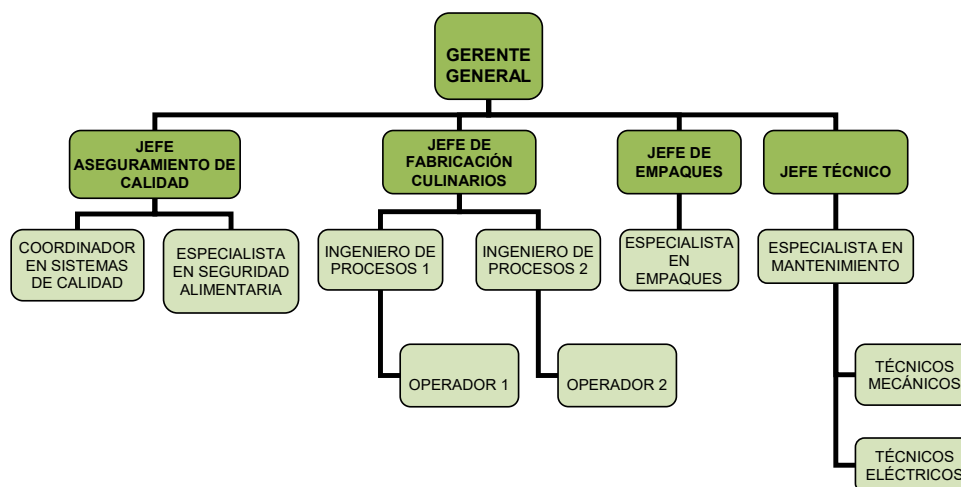 GERENTE
GENERAL
JEFE
ASEGURAMIENTO DE
CALIDAD
JEFE DE
FABRICACIÓN
CULINARIOS
JEFE DE
EMPAQUES
JEFE TÉCNICO
COORDINADOR
EN SISTEMAS
DE CALIDAD
ESPECIALISTA
EN SEGURIDAD
ALIMENTARIA
INGENIERO DE
PROCESOS 1
INGENIERO DE
PROCESOS 2
ESPECIALISTA
EN
EMPAQUES
ESPECIALISTA EN
MANTENIMIENTO
OPERADOR 1
OPERADOR 2
TÉCNICOS
MECÁNICOS
TÉCNICOS
ELÉCTRICOS